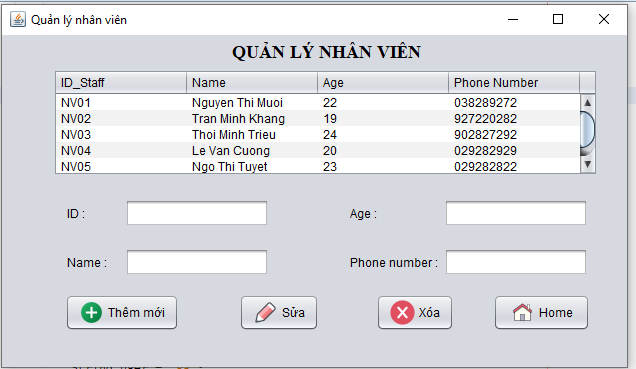 Quản lý nhân viên
QUẢN LÝ NHÂN VIÊN
ID_Staff Name Age Phone Number
NV01 Nguyen Thi Muoi 22 038289272
NV02 Tran Minh Khang 19 927220282
NV03 Thoi Minh Trieu 24 902827292
NV04 Le Van Cuong 20 029282929
NV05 Ngo Thi Tuyet 23 029282822
ID : Age :
Name : Phone number :
Thêm mới Sửa Xóa Home